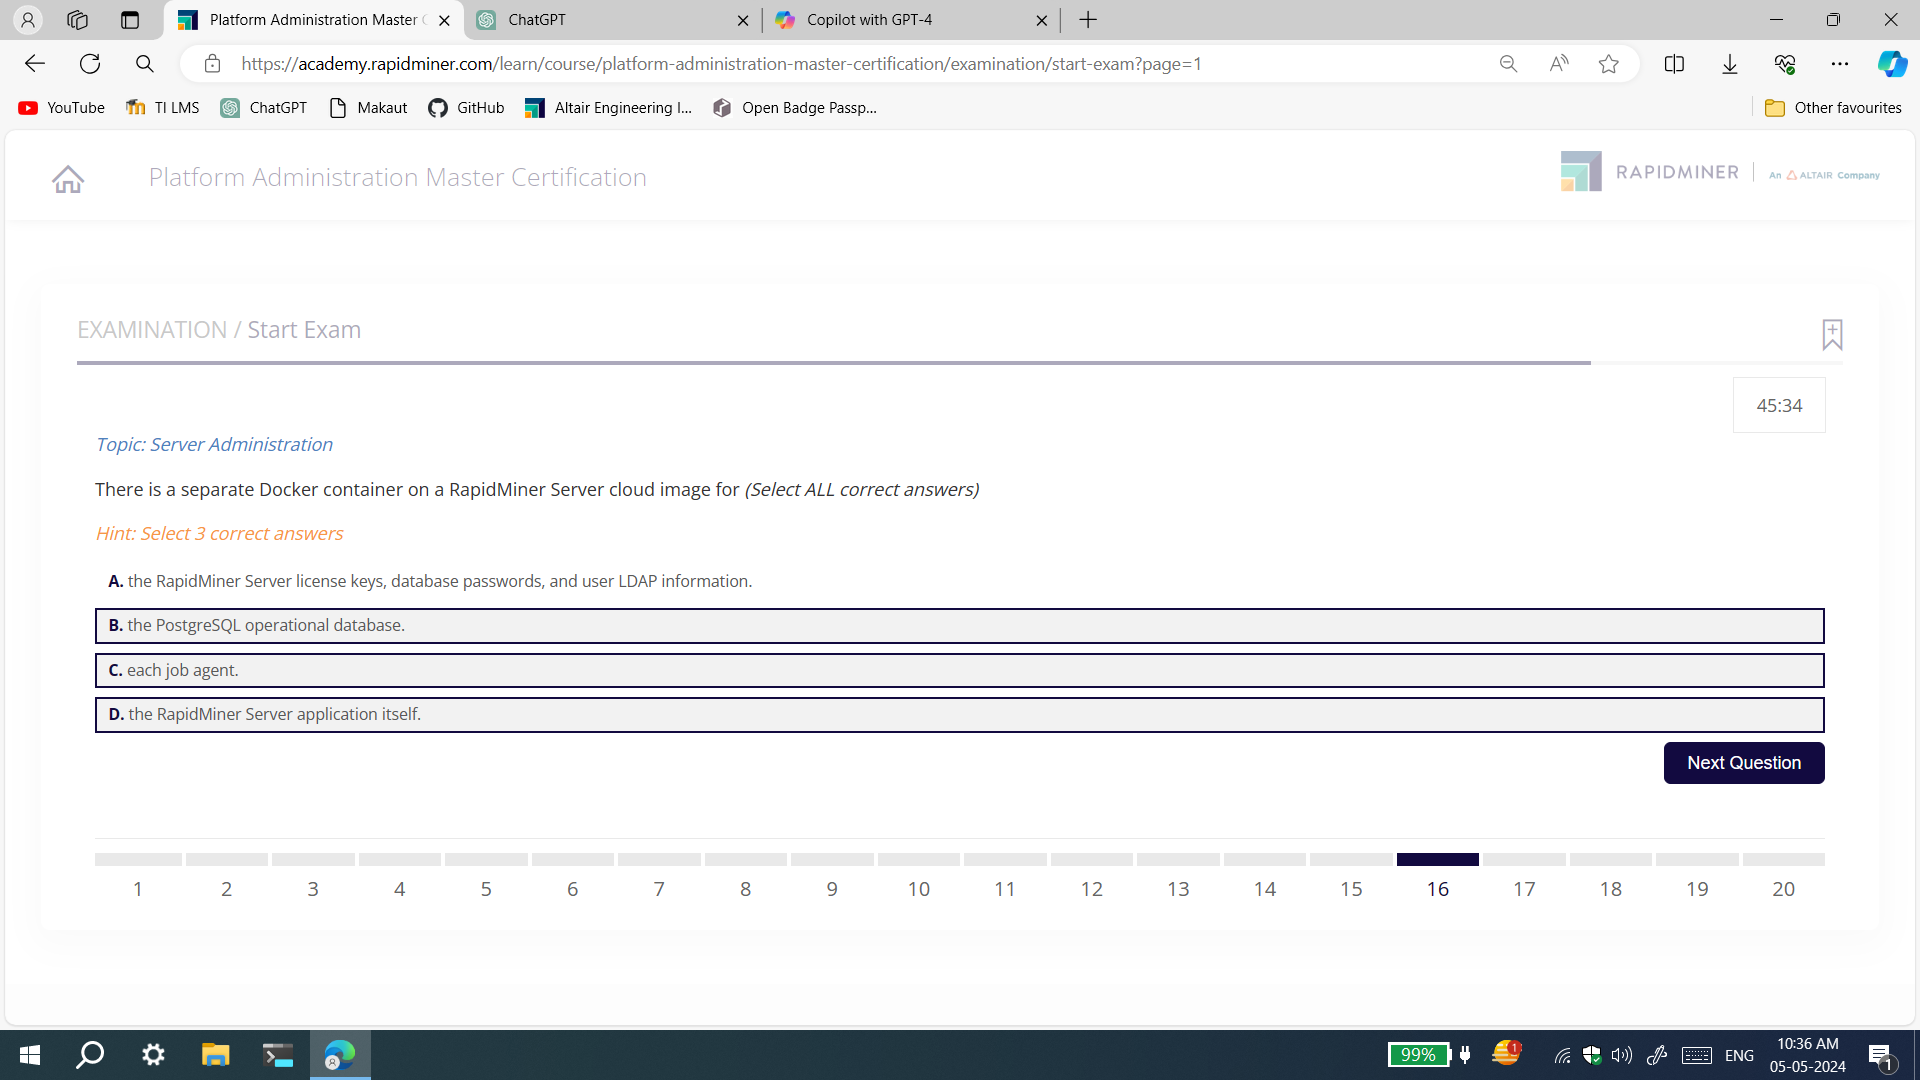 Platform Administration Master C
ChatGPT
Copilot with GPT-4
https://academy.rapidminer.com/learn/course/platform-administration-master-certification/examination/start-exam?page=1
YouTube
TI LMS
ChatGPT
Makaut
GitHub
Altair Engineering I...
Open Badge Passp...
Other favourites
Platform Administration Master Certification
RAPIDMINER
An ALTAIR Company
EXAMINATION / Start Exam
45:34
Topic: Server Administration
There is a separate Docker container on a RapidMiner Server cloud image for (Select ALL correct answers)
Hint: Select 3 correct answers
A. the RapidMiner Server license keys, database passwords, and user LDAP information.
B. the PostgreSQL operational database.
C. each job agent.
D. the RapidMiner Server application itself.
Next Question
1 2 3 4 5 6 7 8 9 10 11 12 13 14 15 16 17 18 19 20
99%
1
ENG
10:36 AM
05-05-2024
1